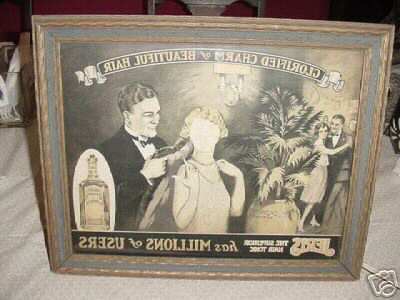 GLORIFIED CHARM of BEAUTIFUL HAIR
JERIS THE SUPERIOR
HAIR TONIC
has MILLIONS of USERS